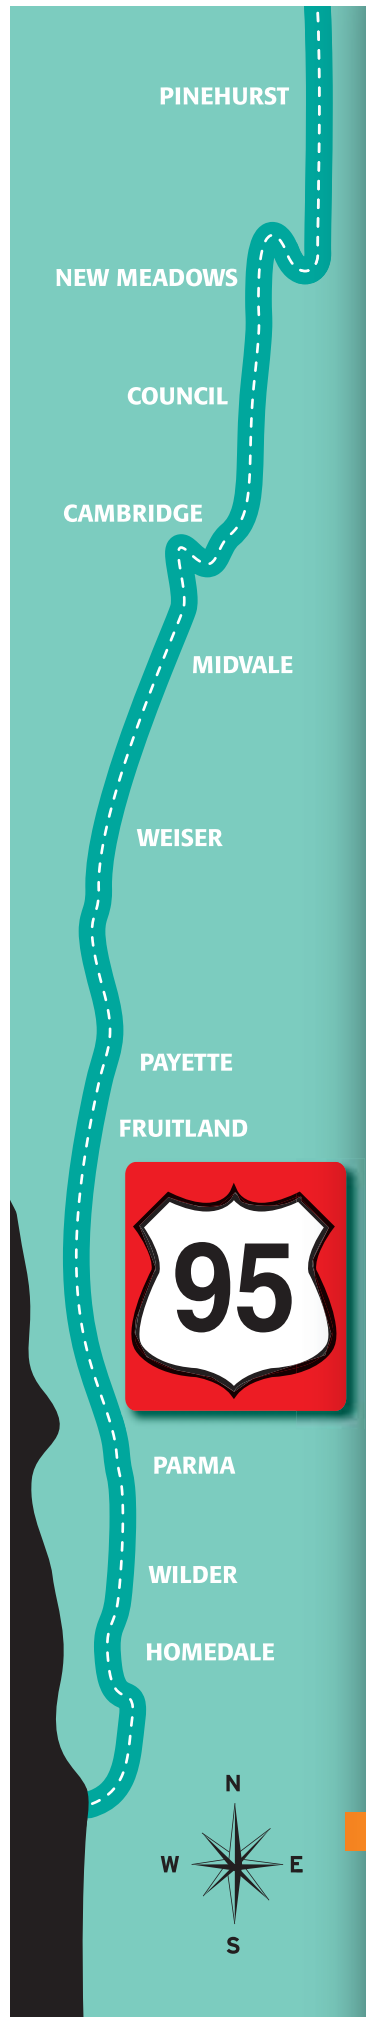 PINEHURST
NEW MEADOWS
COUNCIL
CAMBRIDGE
MIDVALE
WEISER
PAYETTE
FRUITLAND
95
PARMA
WILDER
HOMEDALE
N
W E
S